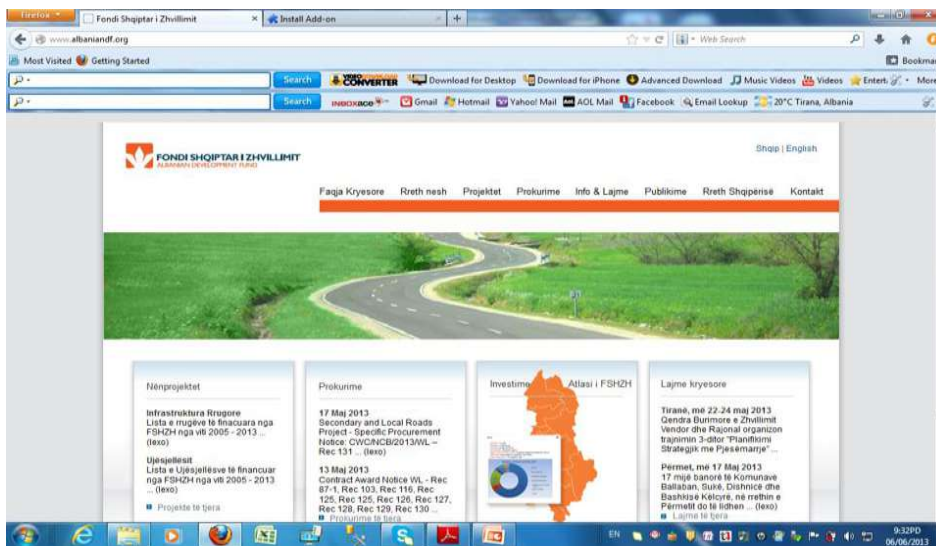 Firefox
Fondi Shqiptar i Zhvillimit
Install Add-on
www.albaniandf.org
Web Search
Most Visited
Getting Started
Bookmar
Search
CONVERTER
Download for Desktop
Download for iPhone
Advanced Download
Music Videos
Videos
Entert
More
Search
INBOXACE
Gmail
Hotmail
Yahoo! Mail
AOL Mail
Facebook
Email Lookup
20°C Tirana, Albania
FONDI SHQIPTAR I ZHVILLIMIT
ALBANIAN DEVELOPMENT FUND
Shqip | English
Faqja Kryesore
Rreth nesh
Projektet
Prokurime
Info & Lajme
Publikime
Rreth Shqipërisë
Kontakt
Nënprojektet
Infrastruktura Rrugore
Lista e rrugëve të finacuara nga
FSHZH nga viti 2005 - 2013 ...
(lexo)
Ujësjellësit
Lista e Ujësjellësve të financuar
nga FSHZH nga viti 2005 - 2013
... (lexo)
Projekte të tjera
Prokurime
17 Maj 2013
Secondary and Local Roads
Project - Specific Procurement
Notice: CWC/NCB/2013/WL –
Rec 131 ... (lexo)
13 Maj 2013
Contract Award Notice WL - Rec
87-1, Rec 103, Rec 116, Rec
125, Rec 125, Rec 126, Rec 127,
Rec 128, Rec 129, Rec 130 ...
Prokurime të tjera
Investime
Atlasi i FSHZH
Lajme kryesore
Tiranë, më 22-24 maj 2013
Qendra Burimore e Zhvillimit
Vendor dhe Rajonal organizon
trajnimin 3-ditor "Planifikimi
Strategjik me Pjesëmarrje" ...
Përmet, më 17 Maj 2013
17 mijë banorë të Komunave
Ballaban, Sukë, Dishnicë dhe
Bashkisë Këlcyrë, në rrethin e
Përmetit do të lidhen ... (lexo)
Lajme të tjera
EN
9:32PD
06/06/2013